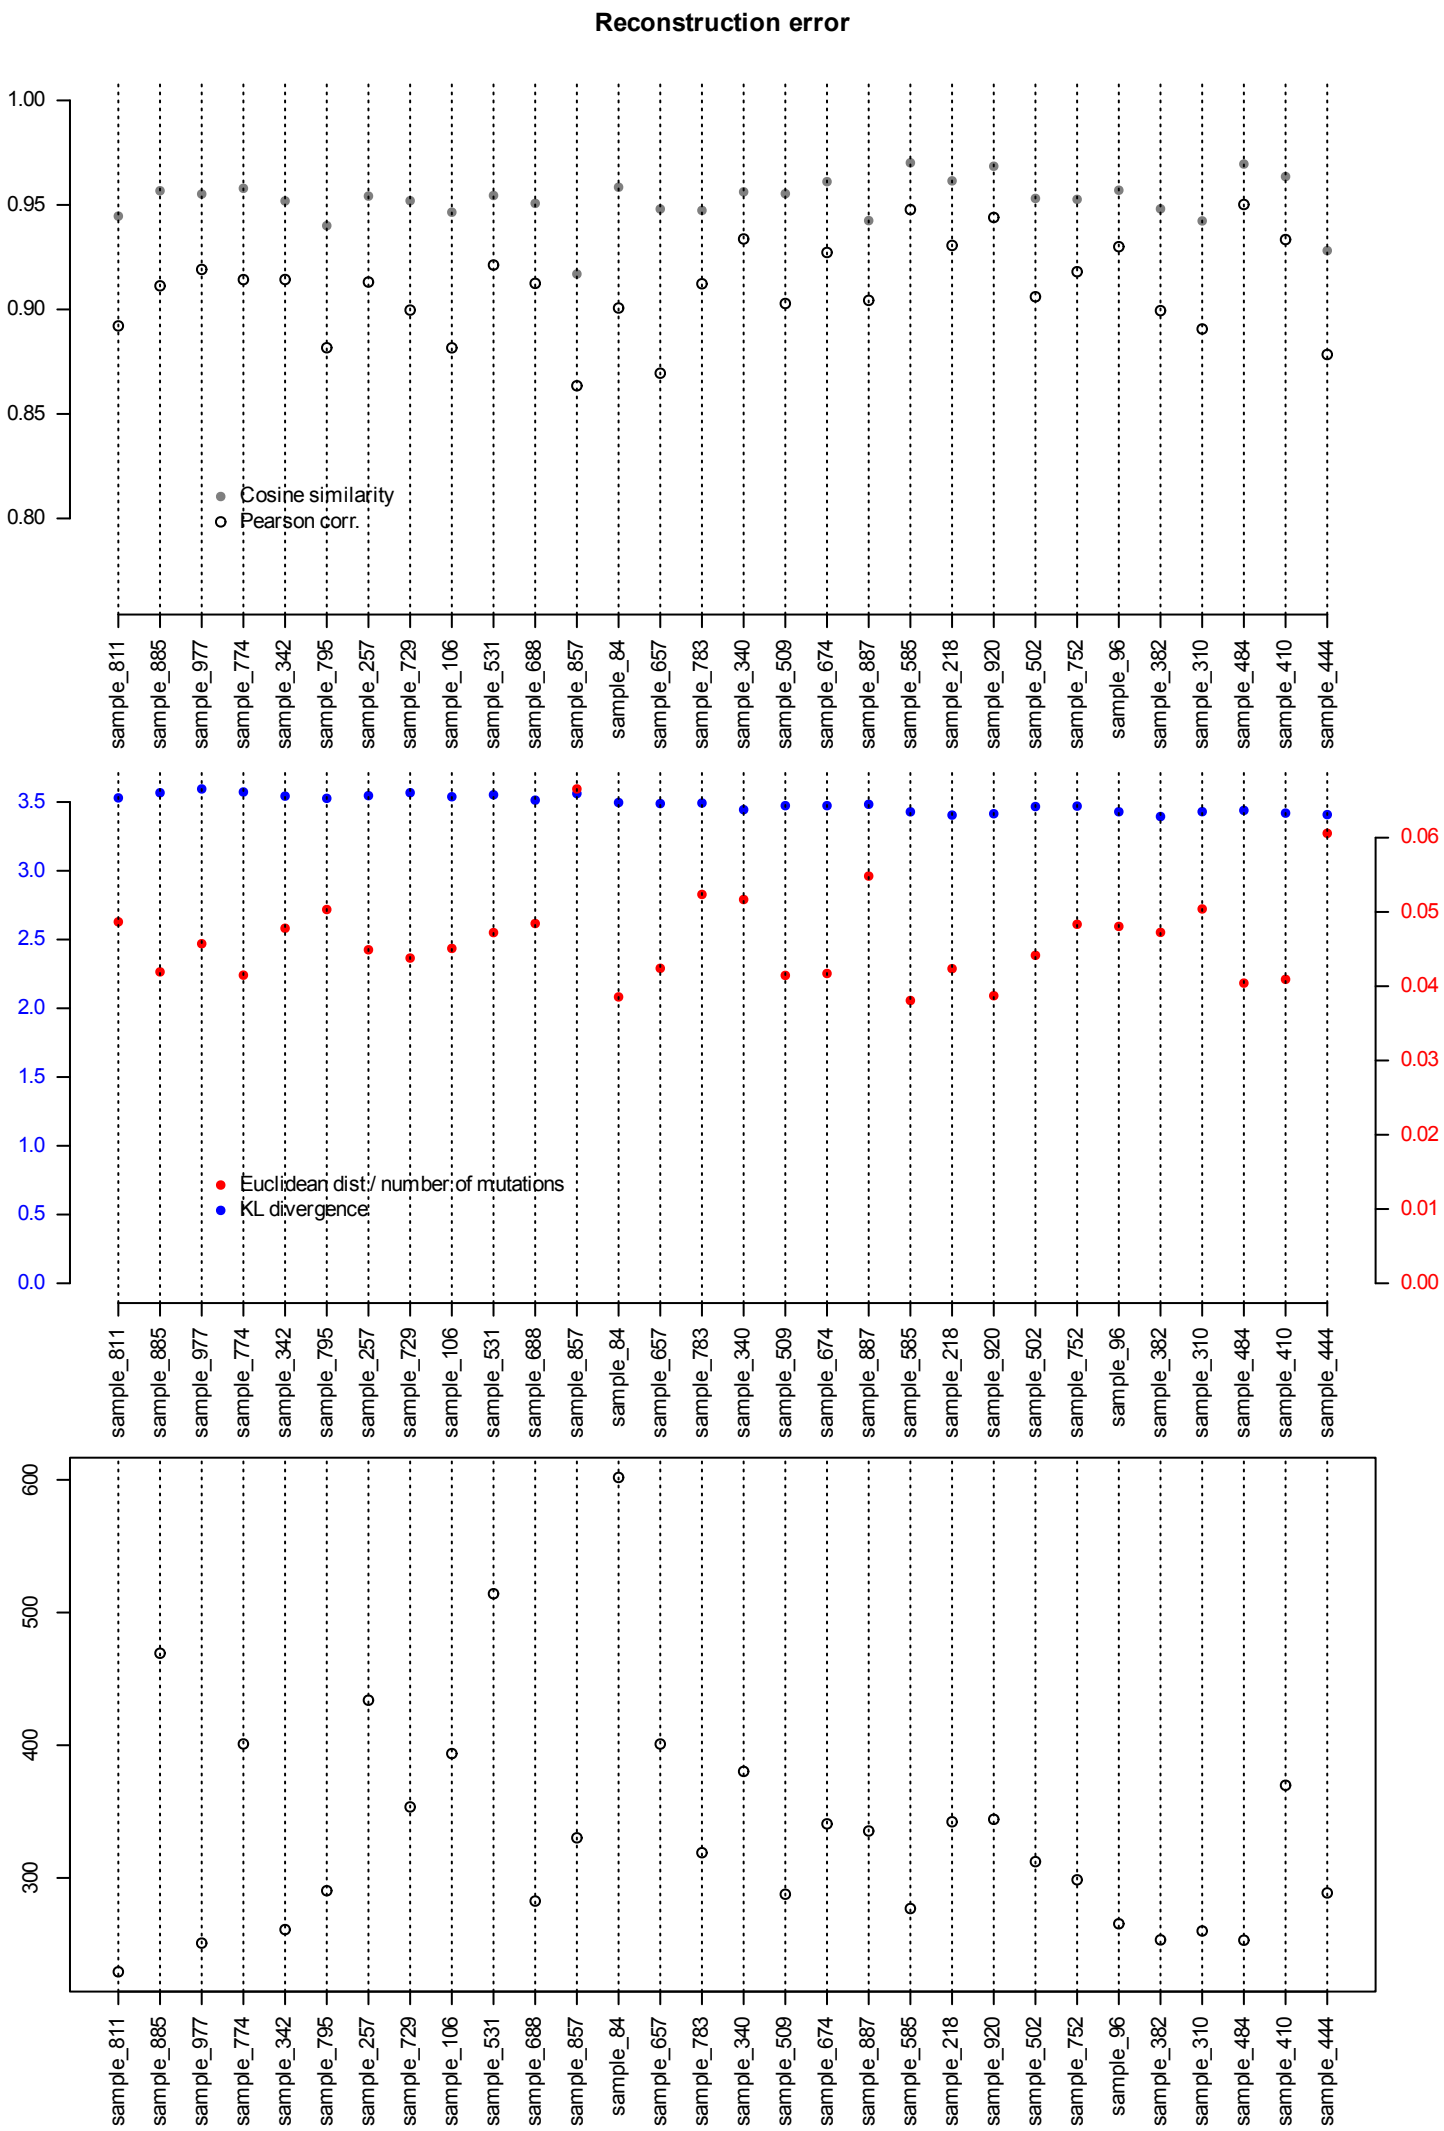 Reconstruction error
1.00
0.95
0.90
0.85
0.80
Cosine similarity
Pearson corr.
sample_811
sample_885
sample_977
sample_774
sample_342
sample_795
sample_257
sample_729
sample_106
sample_531
sample_688
sample_857
sample_84
sample_657
sample_783
sample_340
sample_509
sample_674
sample_887
sample_585
sample_218
sample_920
sample_502
sample_752
sample_96
sample_382
sample_310
sample_484
sample_410
sample_444
3.5
3.0
2.5
2.0
1.5
1.0
0.5
0.0
Euclidean dist./ number of mutations
KL divergence
0.06
0.05
0.04
0.03
0.02
0.01
0.00
sample_811
sample_885
sample_977
sample_774
sample_342
sample_795
sample_257
sample_729
sample_106
sample_531
sample_688
sample_857
sample_84
sample_657
sample_783
sample_340
sample_509
sample_674
sample_887
sample_585
sample_218
sample_920
sample_502
sample_752
sample_96
sample_382
sample_310
sample_484
sample_410
sample_444
600
500
400
300
sample_811
sample_885
sample_977
sample_774
sample_342
sample_795
sample_257
sample_729
sample_106
sample_531
sample_688
sample_857
sample_84
sample_657
sample_783
sample_340
sample_509
sample_674
sample_887
sample_585
sample_218
sample_920
sample_502
sample_752
sample_96
sample_382
sample_310
sample_484
sample_410
sample_444